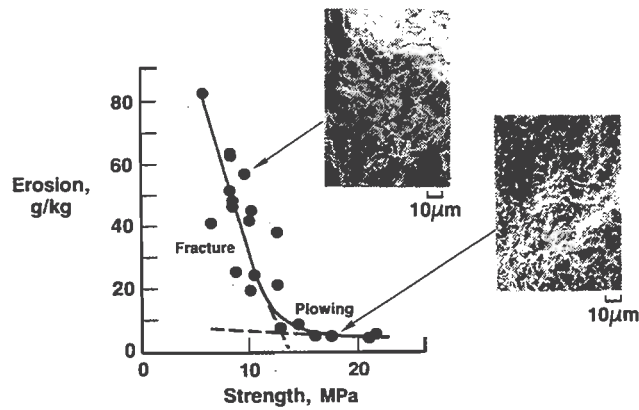 80
60
Erosion,
g/kg
40
20
0
Fracture
Plowing
0
10
20
Strength, MPa
10μm
10μm